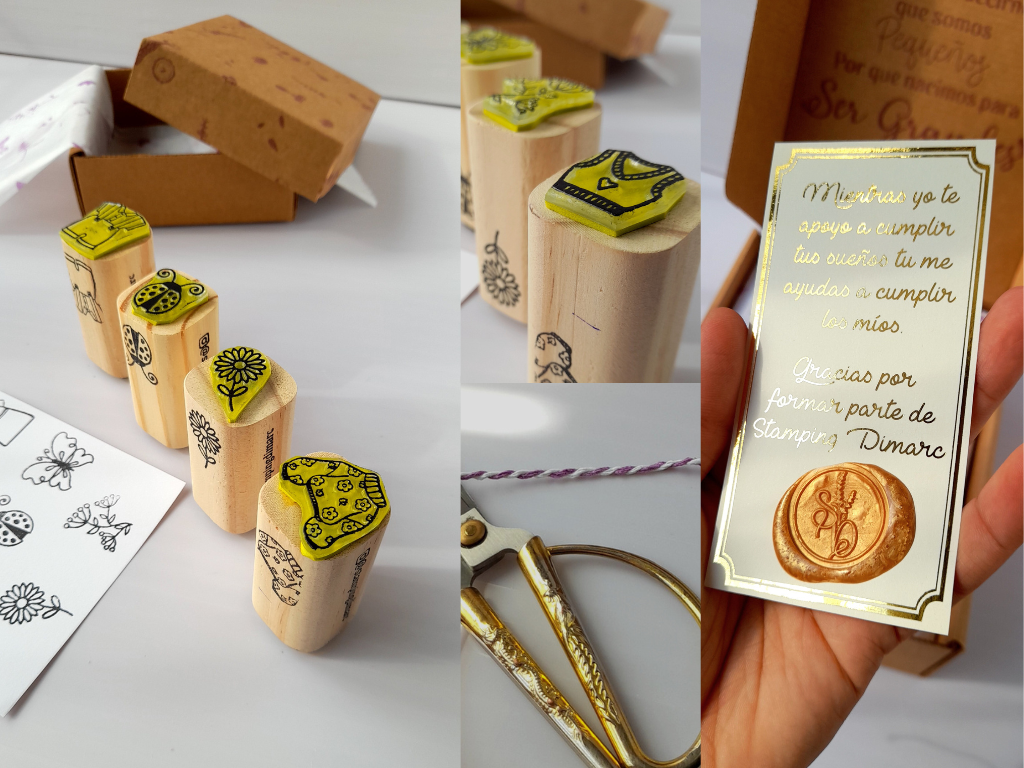 que somos
Pequeños
Por que nacimos para
Ser Grandes
Mientras yo te
apoyo a cumplir
tus sueños tu me
ayudas a cumplir
los míos.
Gracias por
formar parte de
Stamping Dimarc